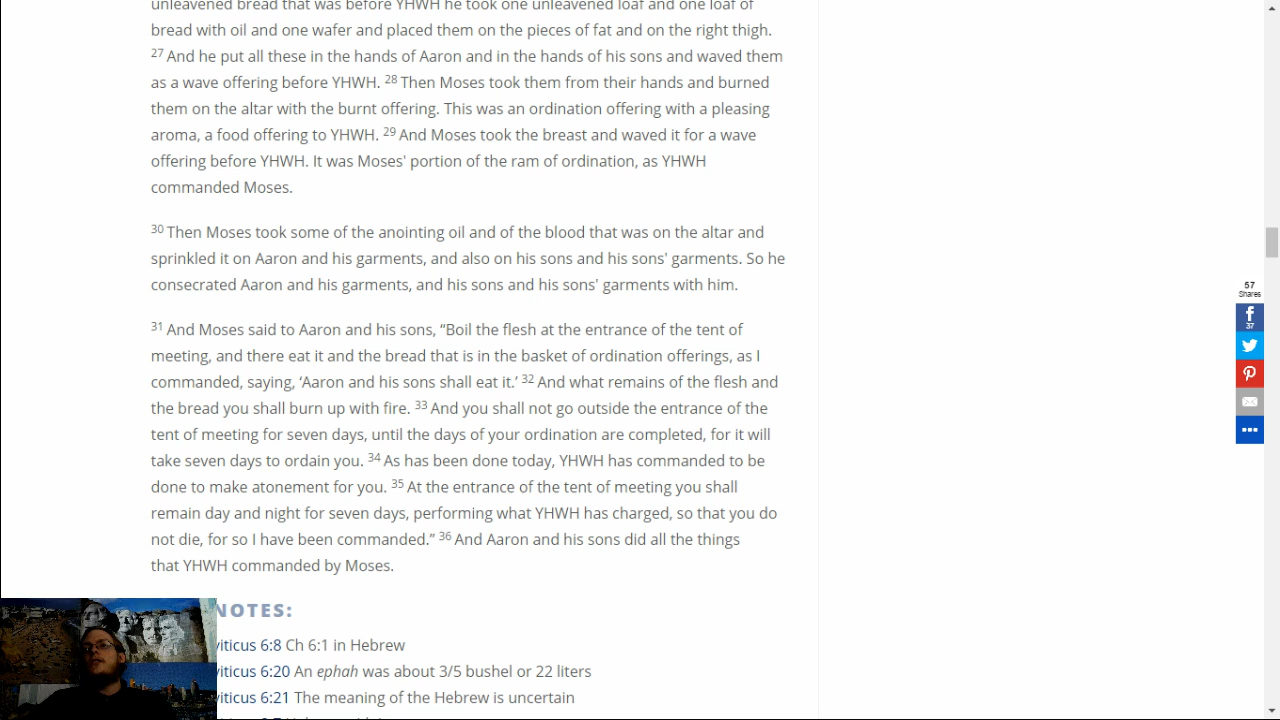 unleavened bread that was before YHWH he took one unleavened loaf and one loaf of
bread with oil and one wafer and placed them on the pieces of fat and on the right thigh.
27 And he put all these in the hands of Aaron and in the hands of his sons and waved them
as a wave offering before YHWH. 28 Then Moses took them from their hands and burned
them on the altar with the burnt offering. This was an ordination offering with a pleasing
aroma, a food offering to YHWH. 29 And Moses took the breast and waved it for a wave
offering before YHWH. It was Moses' portion of the ram of ordination, as YHWH
commanded Moses.
30 Then Moses took some of the anointing oil and of the blood that was on the altar and
sprinkled it on Aaron and his garments, and also on his sons and his sons' garments. So he
consecrated Aaron and his garments, and his sons and his sons' garments with him.
31 And Moses said to Aaron and his sons, “Boil the flesh at the entrance of the tent of
meeting, and there eat it and the bread that is in the basket of ordination offerings, as I
commanded, saying, ‘Aaron and his sons shall eat it.’ 32 And what remains of the flesh and
the bread you shall burn up with fire. 33 And you shall not go outside the entrance of the
tent of meeting for seven days, until the days of your ordination are completed, for it will
take seven days to ordain you. 34 As has been done today, YHWH has commanded to be
done to make atonement for you. 35 At the entrance of the tent of meeting you shall
remain day and night for seven days, performing what YHWH has charged, so that you do
not die, for so I have been commanded.” 36 And Aaron and his sons did all the things
that YHWH commanded by Moses.
NOTES:
viticus 6:8 Ch 6:1 in Hebrew
viticus 6:20 An ephah was about 3/5 bushel or 22 liters
viticus 6:21 The meaning of the Hebrew is uncertain
57
Shares
37